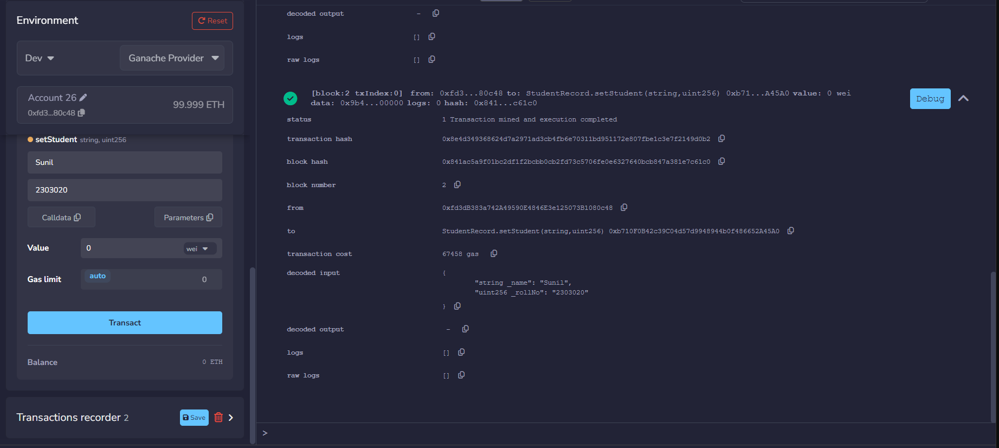 Environment
Reset
Dev
Ganache Provider
Account 26
0xfd3...80c48
99.999 ETH
setStudent string, uint256
Sunil
2303020
Calldata
Parameters
Value
0
wei
Gas limit
auto
0
Transact
Balance
0 ETH
Transactions recorder 2
Save
decoded output -
logs []
raw logs []
[block:2 txIndex:0] from: 0xfd3...80c48 to: StudentRecord.setStudent(string,uint256) 0xb71...A45A0 value: 0 wei
data: 0x9b4...00000 logs: 0 hash: 0x841...c61c0
Debug
status 1 Transaction mined and execution completed
transaction hash 0x8e4d349368624d7a2971ad3cb4fb6e70311bd951172e807fbe1c3e7f2149d0b2
block hash 0x841ac5a9f01bc2df1f2bcbb0cb2fd73c5706fe0e6327640bcb847a381e7c61c0
block number 2
from 0xfd3dB383a742A49590E4846E3e125073B1080c48
to StudentRecord.setStudent(string,uint256) 0xb710F0B42c39C04d57d9948944b0f486652A45A0
transaction cost 67458 gas
decoded input {
"string _name": "Sunil",
"uint256 _rollNo": "2303020"
}
decoded output -
logs []
raw logs []
>